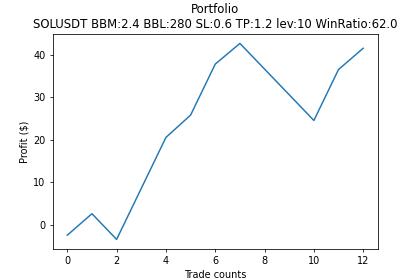 Portfolio
SOLUSDT BBM:2.4 BBL:280 SL:0.6 TP:1.2 lev:10 WinRatio:62.0
Profit ($)
40
30
20
10
0
0 2 4 6 8 10 12
Trade counts